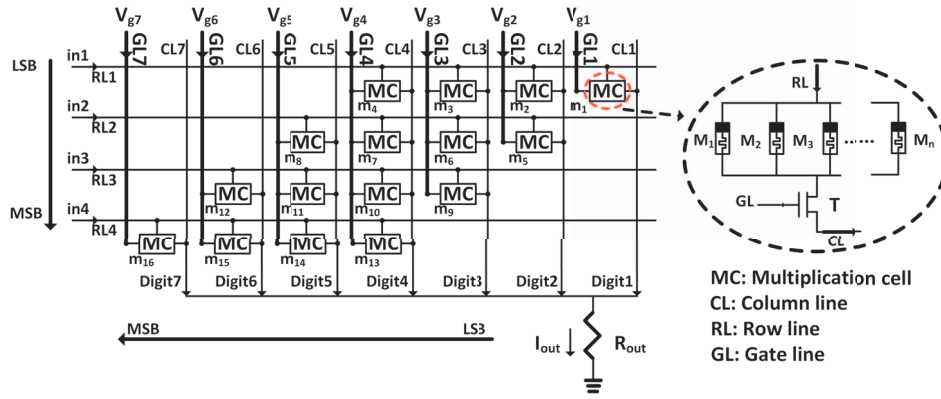 Vg7 Vg6 Vg5 Vg4 Vg3 Vg2 Vg1
GL7 CL7 GL6 CL6 GL5 CL5 GL4 CL4 GL3 CL3 GL2 CL2 GL1 CL1
LSB in1
RL1
MC MC MC MC
m4 m3 m2 m1
in2
RL2
MC MC MC MC
m8 m7 m6 m5
in3
RL3
MC MC MC MC
m12 m11 m10 m9
MSB in4
RL4
MC MC MC MC
m16 m15 m14 m13
Digit7 Digit6 Digit5 Digit4 Digit3 Digit2 Digit1
MSB LS3
Iout Rout
RL
M1 M2 M3 ...... Mn
GL T
CL
MC: Multiplication cell
CL: Column line
RL: Row line
GL: Gate line